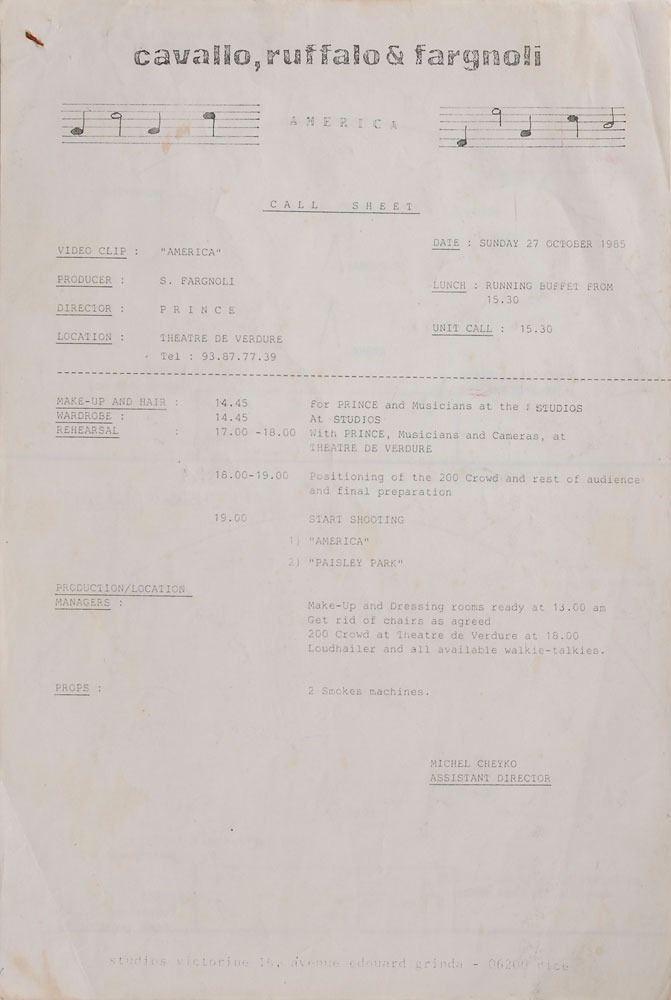 cavallo, ruffalo & fargnoli
AMERICA
CALL SHEET
VIDEO CLIP : "AMERICA"
DATE : SUNDAY 27 OCTOBER 1985
PRODUCER : S. FARGNOLI
LUNCH : RUNNING BUFFET FROM
15.30
DIRECTOR : PRINCE
UNIT CALL : 15.30
LOCATION : THEATRE DE VERDURE
Tel : 93.87.77.39
MAKE-UP AND HAIR : 14.45 For PRINCE and Musicians at the STUDIOS
WARDROBE : 14.45 At STUDIOS
REHEARSAL : 17.00 -18.00 With PRINCE, Musicians and Cameras, at
THEATRE DE VERDURE
18.00-19.00 Positioning of the 200 Crowd and rest of audience
and final preparation
19.00 START SHOOTING
1) "AMERICA"
2) "PAISLEY PARK"
PRODUCTION/LOCATION
MANAGERS :
Make-Up and Dressing rooms ready at 13.00 am
Get rid of chairs as agreed
200 Crowd at Theatre de Verdure at 18.00
Loudhailer and all available walkie-talkies.
PROPS : 2 Smokes machines.
MICHEL CHEYKO
ASSISTANT DIRECTOR
studios victorine 16, avenue edouard grinda - 06200 nice